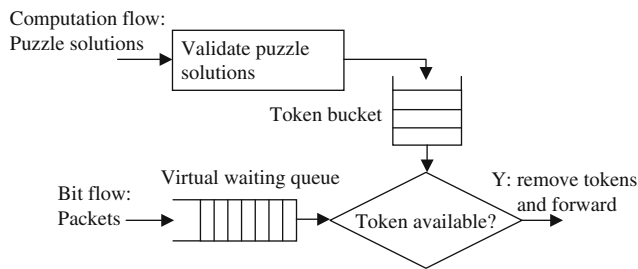 Computation flow:
Puzzle solutions
Validate puzzle
solutions
Token bucket
Virtual waiting queue
Y: remove tokens
and forward
Bit flow:
Packets
Token available?